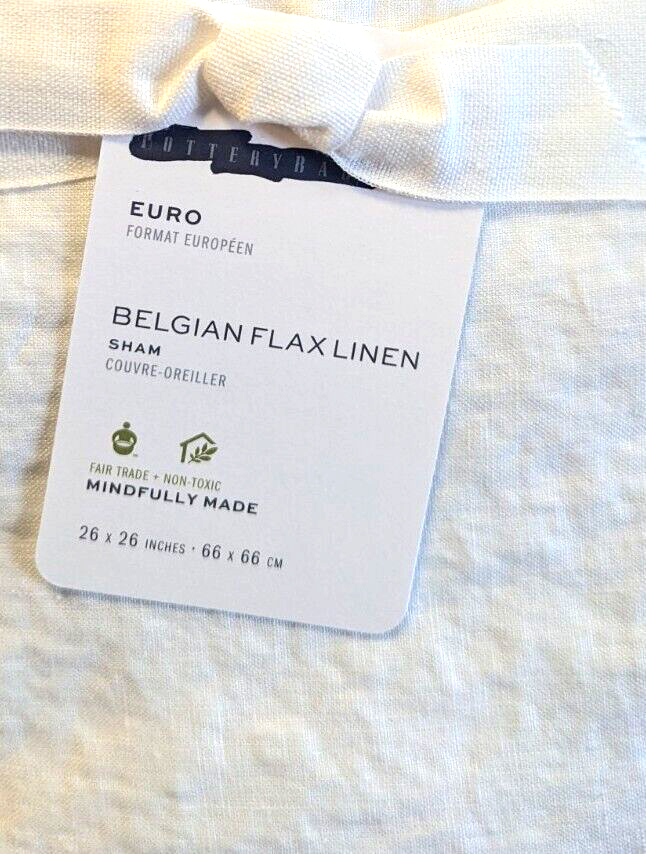 POTTERYBA
EURO
FORMAT EUROPÉEN
BELGIAN FLAX LINEN
SHAM
COUVRE-OREILLER
FAIR TRADE + NON-TOXIC
MINDFULLY MADE
26 x 26 INCHES · 66 x 66 CM